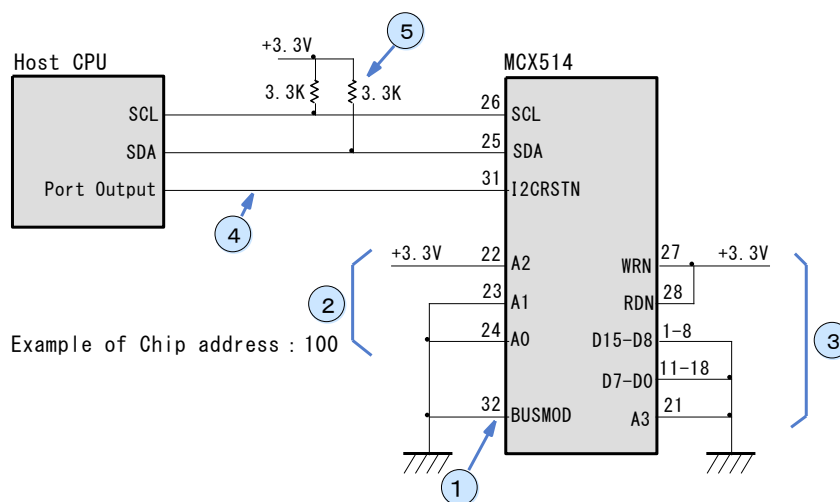 5
+3.3V
Host CPU
MCX514
3.3K
3.3K
SCL
26
SCL
SDA
25
SDA
Port Output
31
I2CRSTN
4
+3.3V
22
A2
WRN
27
+3.3V
2
23
A1
RDN
28
Example of Chip address : 100
24
A0
D15-D8
1-8
3
D7-D0
11-18
32
BUSMOD
A3
21
1